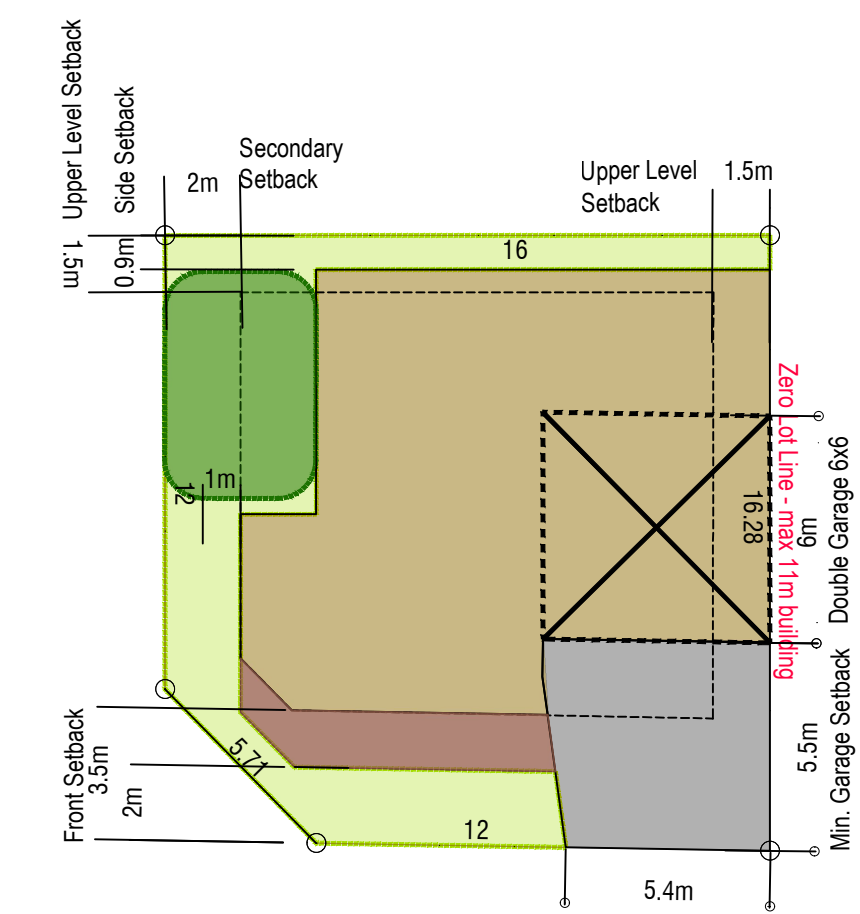 Upper Level Setback
Side Setback
2m
Secondary
Setback
Upper Level
Setback
1.5m
1.5m
0.9m
16
Zero Lot Line - max 11m building
16.28
6m
Double Garage 6x6
1m
12
Front Setback
3.5m
2m
5.71
12
5.4m
5.5m
Min. Garage Setback